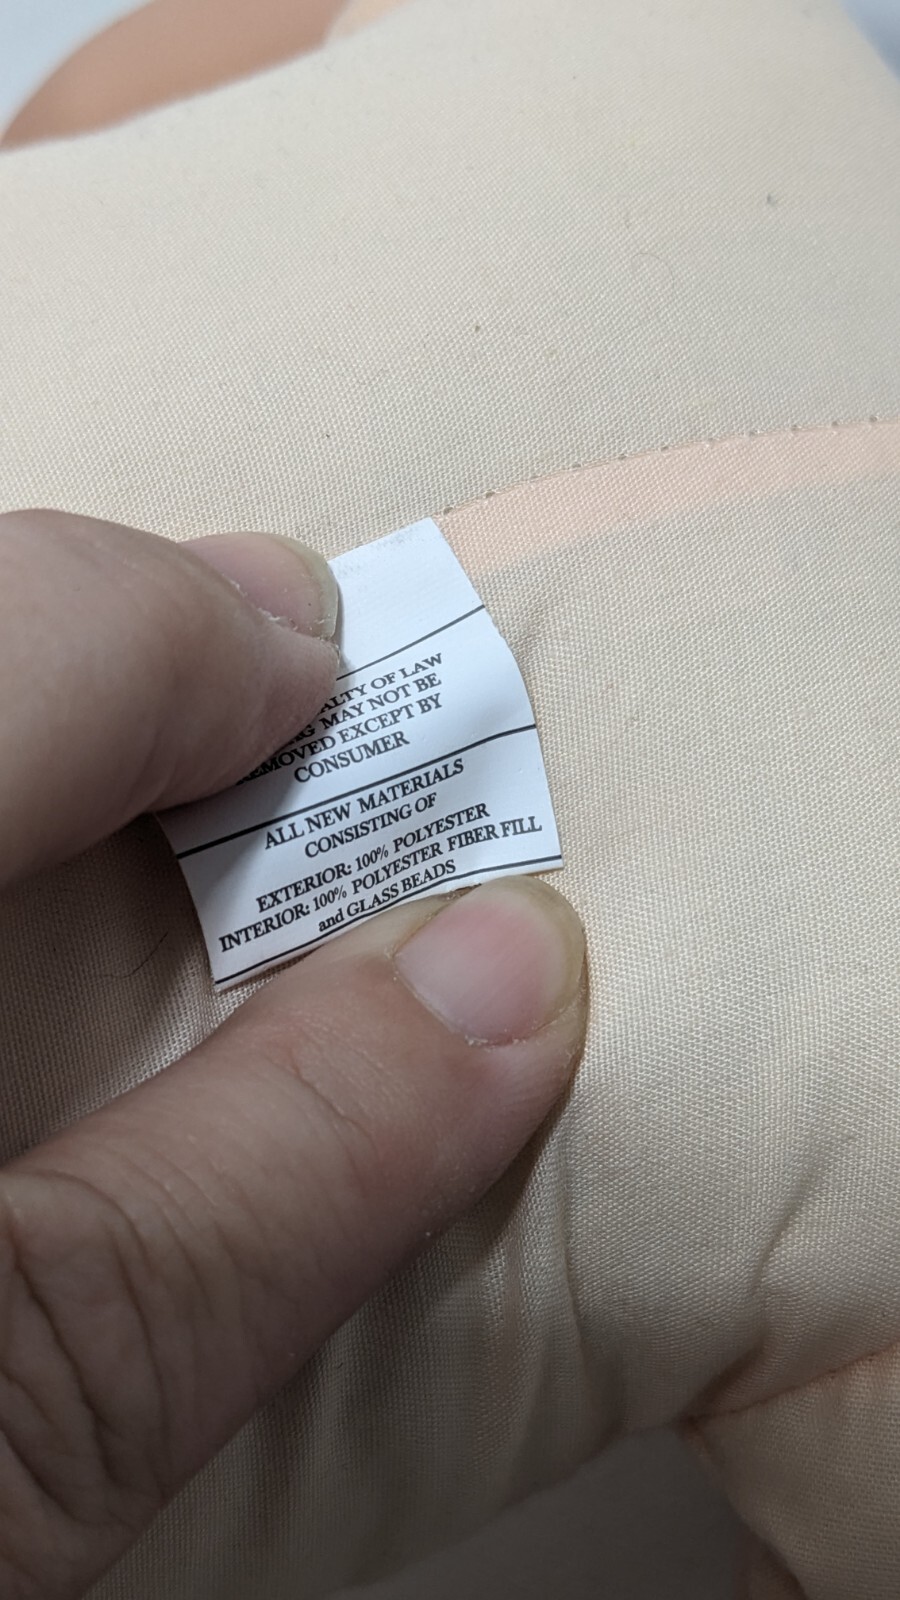 ALTY OF LAW
MAY NOT BE
REMOVED EXCEPT BY
CONSUMER
ALL NEW MATERIALS
CONSISTING OF
EXTERIOR: 100% POLYESTER
INTERIOR: 100% POLYESTER FIBER FILL
and GLASS BEADS